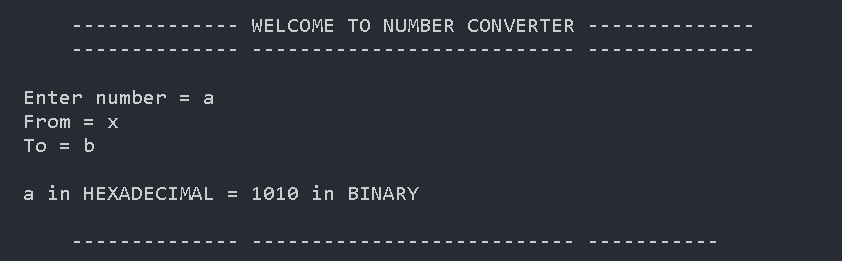 -------------- WELCOME TO NUMBER CONVERTER --------------
-------------- --------------------------- --------------
Enter number = a
From = x
To = b
a in HEXADECIMAL = 1010 in BINARY
-------------- --------------------------- -----------